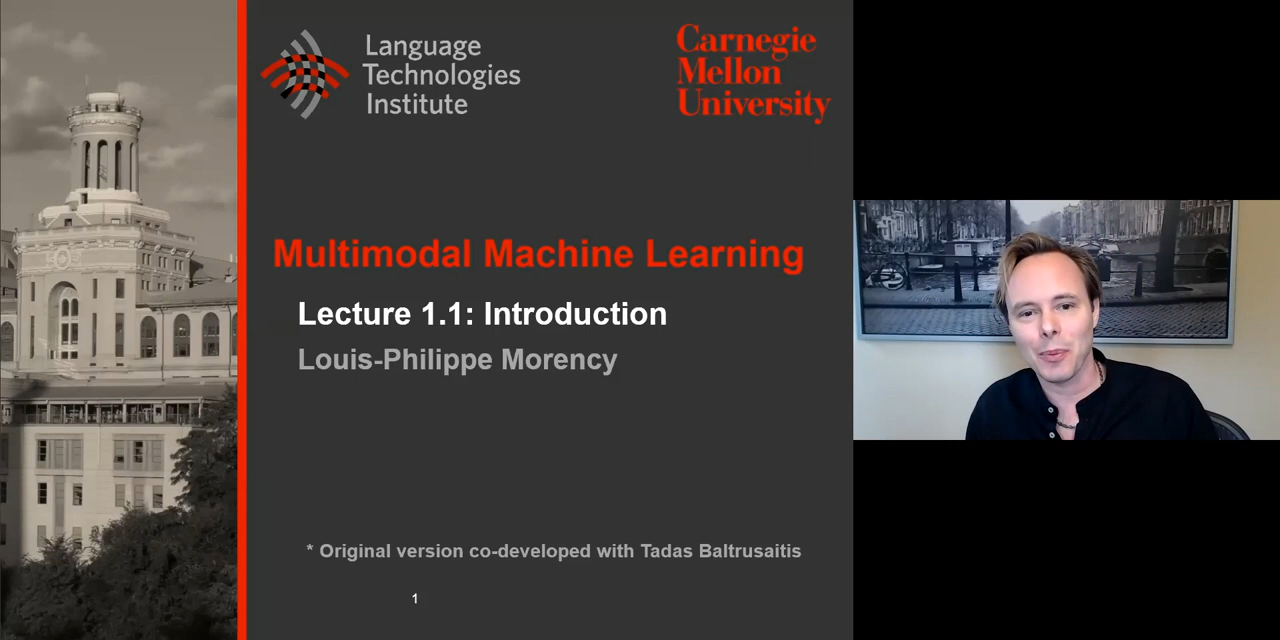 Language
Technologies
Institute
Carnegie
Mellon
University
Multimodal Machine Learning
Lecture 1.1: Introduction
Louis-Philippe Morency
* Original version co-developed with Tadas Baltrusaitis
1